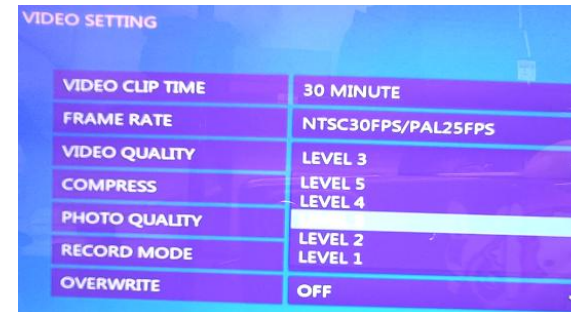 VIDEO SETTING
VIDEO CLIP TIME 30 MINUTE
FRAME RATE NTSC30FPS/PAL25FPS
VIDEO QUALITY LEVEL 3
COMPRESS LEVEL 5
LEVEL 4
PHOTO QUALITY
LEVEL 2
RECORD MODE LEVEL 1
OVERWRITE OFF